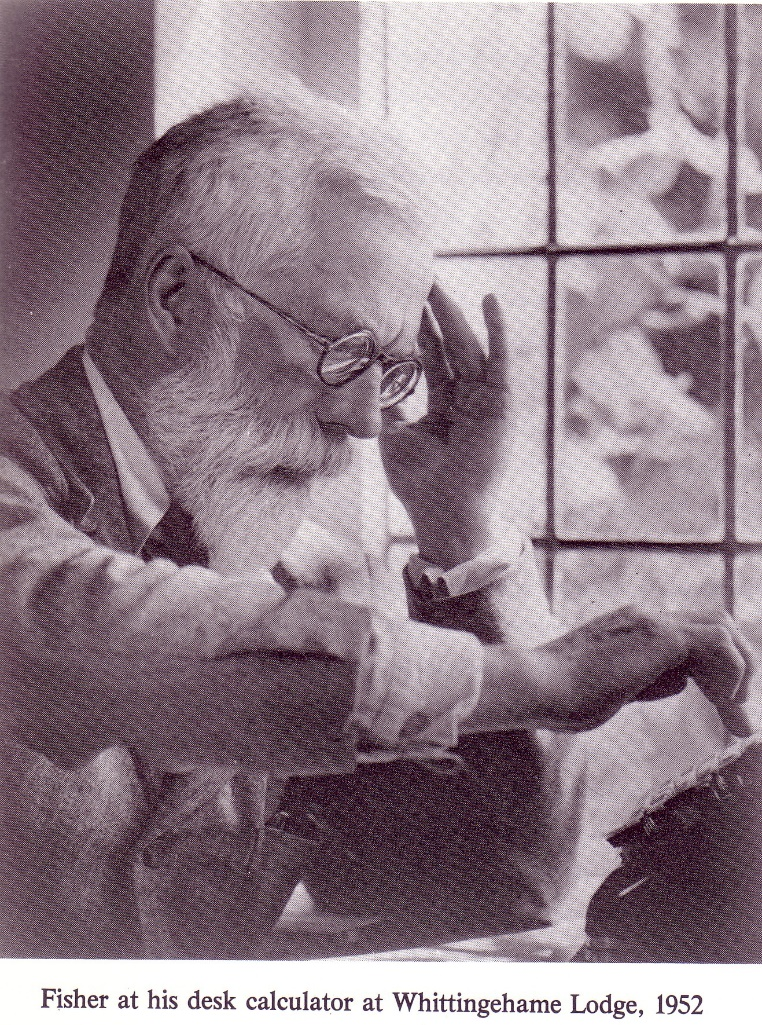 Fisher at his desk calculator at Whittingehame Lodge, 1952